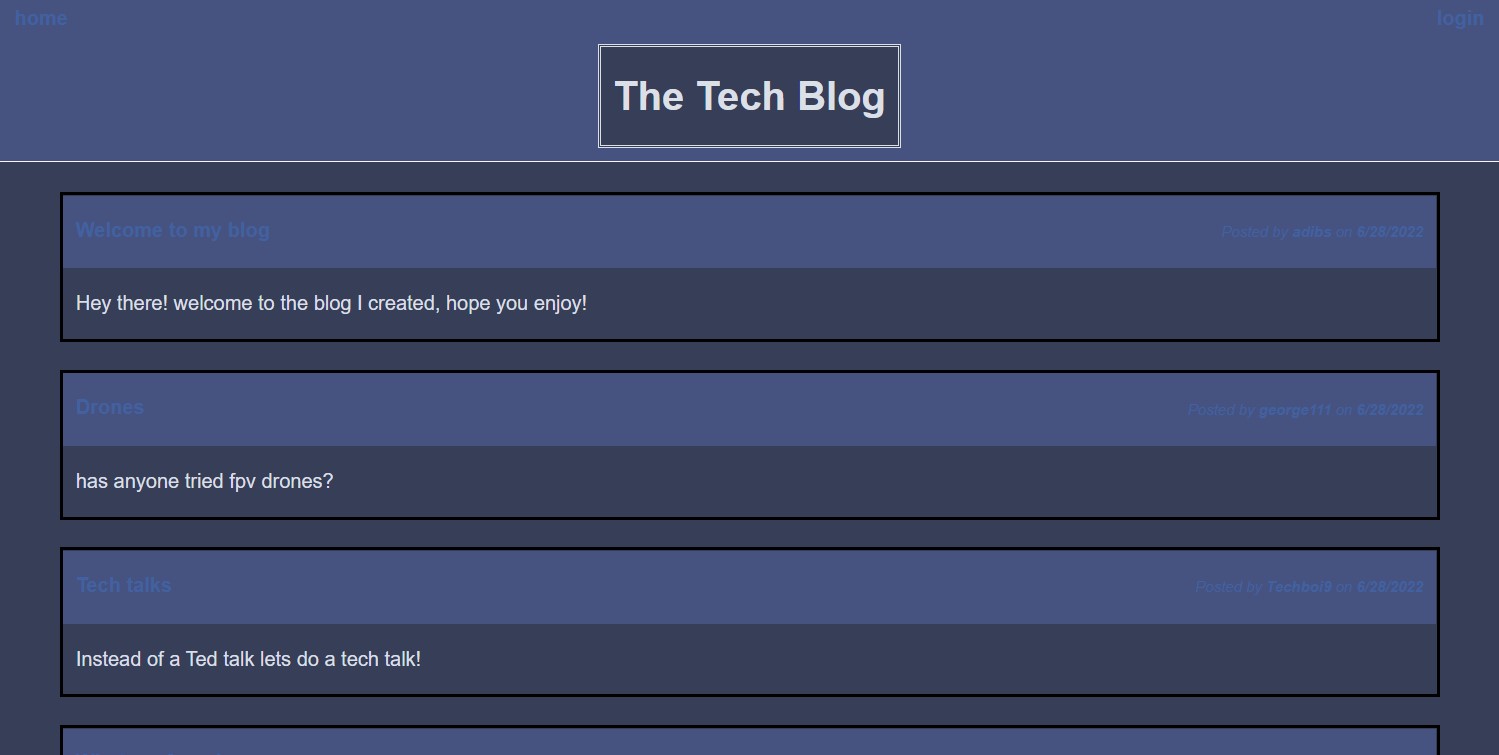 home
login
The Tech Blog
Welcome to my blog
Posted by adibs on 6/28/2022
Hey there! welcome to the blog I created, hope you enjoy!
Drones
Posted by george111 on 6/28/2022
has anyone tried fpv drones?
Tech talks
Posted by Techboi9 on 6/28/2022
Instead of a Ted talk lets do a tech talk!